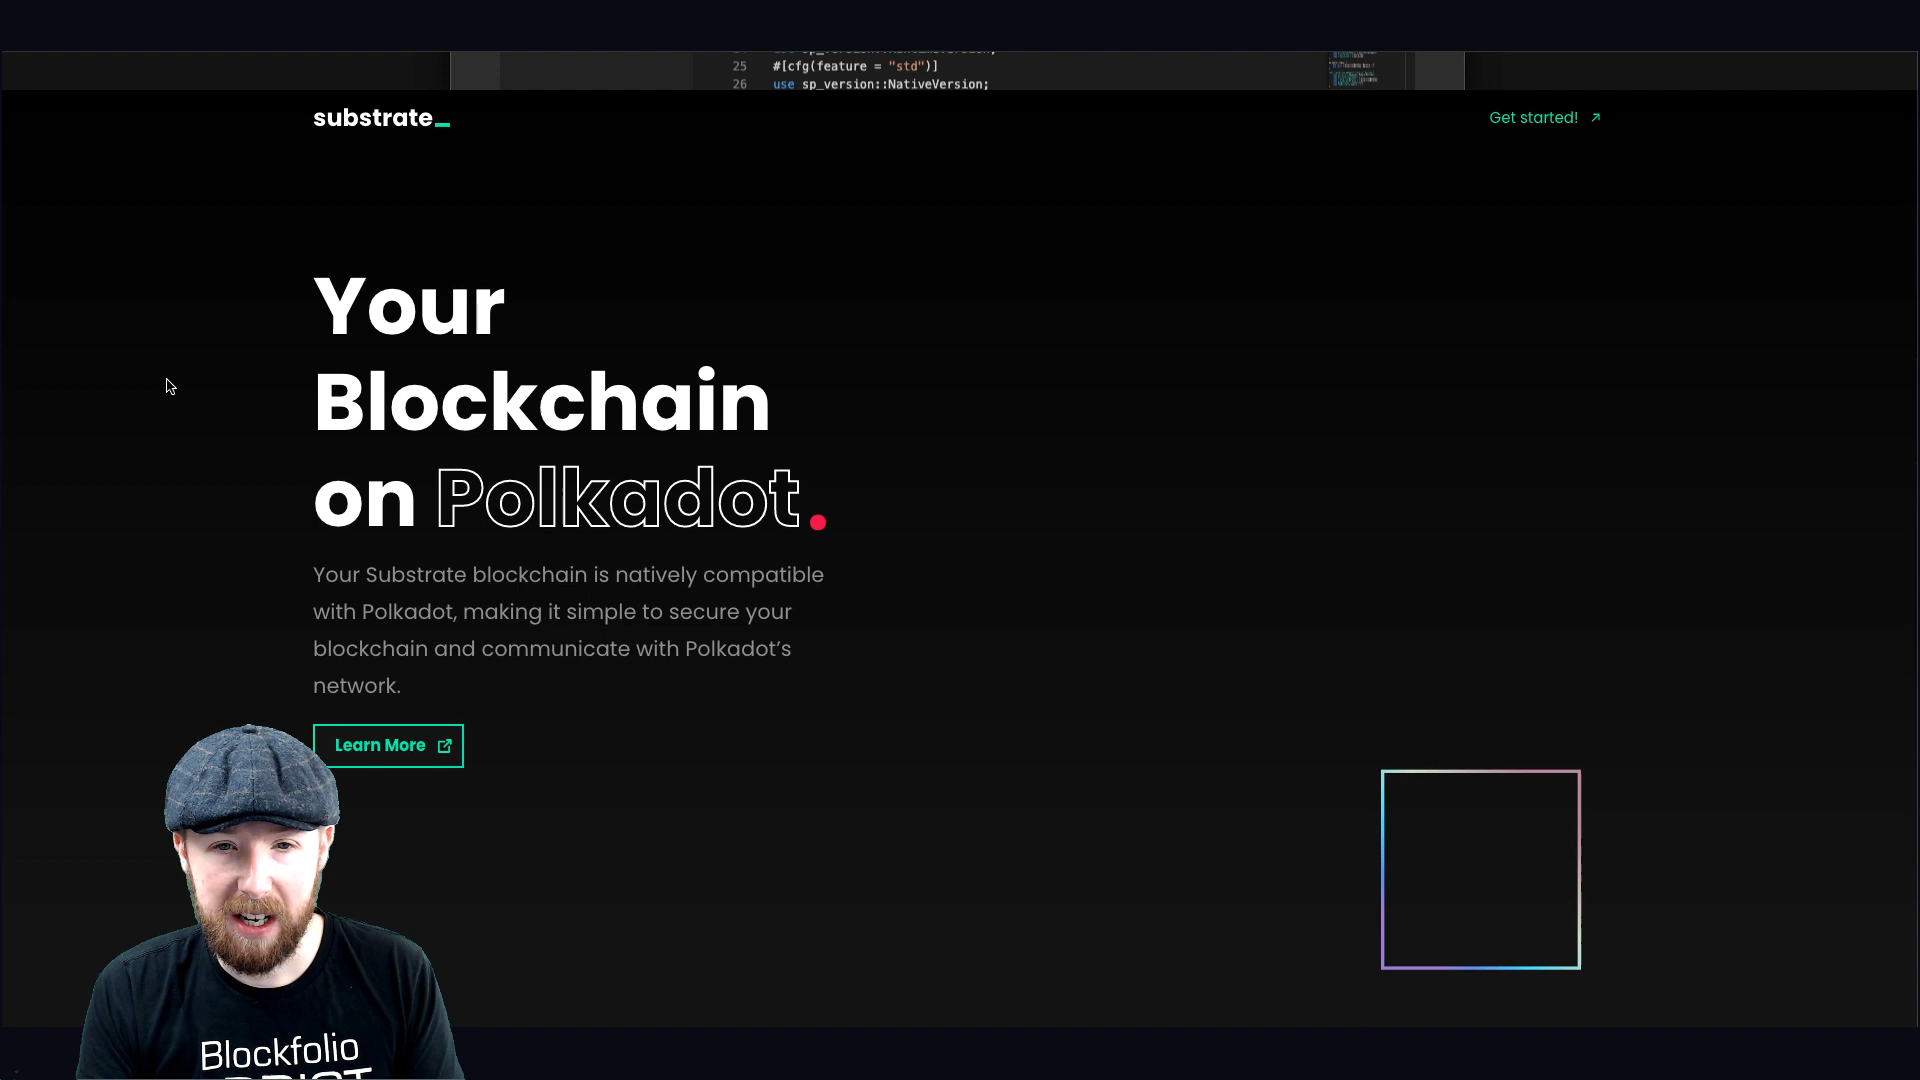 25 #[cfg(feature = "std")]
26 use sp_version::NativeVersion;
substrate_
Get started!
Your
Blockchain
on Polkadot.
Your Substrate blockchain is natively compatible
with Polkadot, making it simple to secure your
blockchain and communicate with Polkadot’s
network.
Learn More
Blockfolio